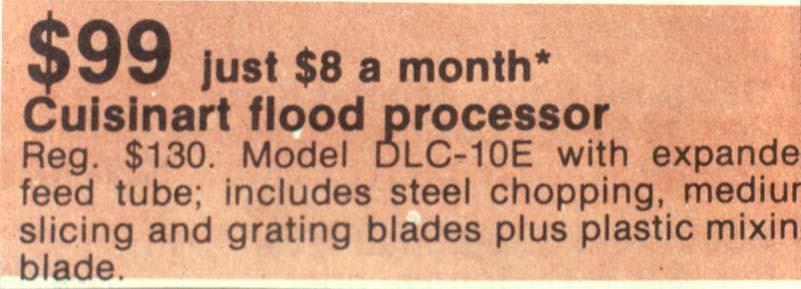 $99 just $8 a month*
Cuisinart flood processor
Reg. $130. Model DLC-10E with expande
feed tube; includes steel chopping, mediur
slicing and grating blades plus plastic mixin
blade.